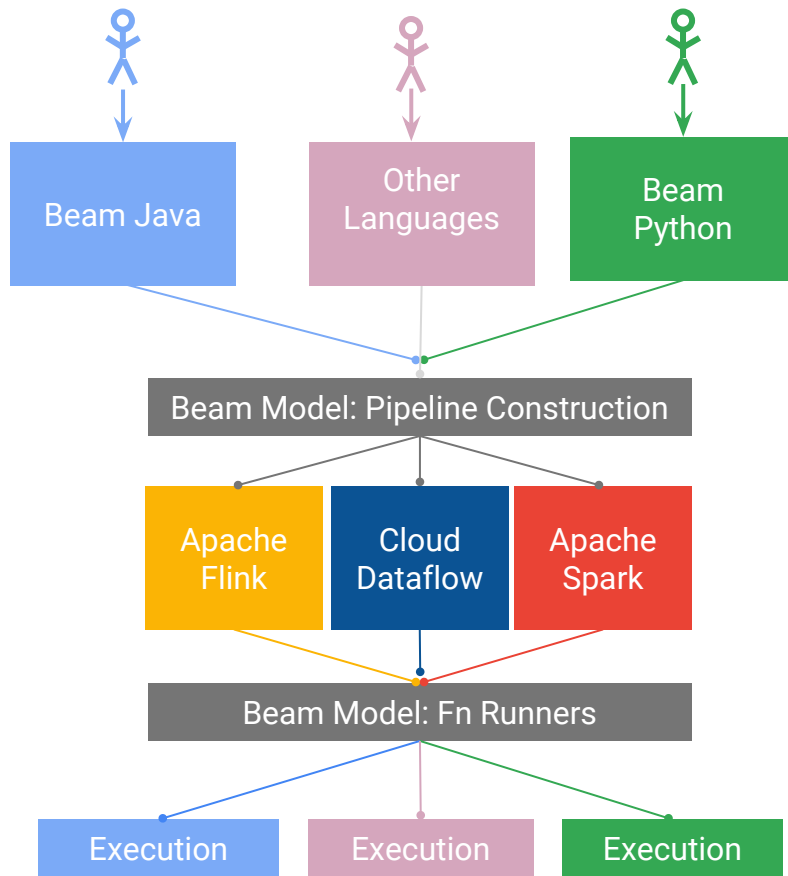 Beam Java
Other
Languages
Beam
Python
Beam Model: Pipeline Construction
Apache
Flink
Cloud
Dataflow
Apache
Spark
Beam Model: Fn Runners
Execution
Execution
Execution